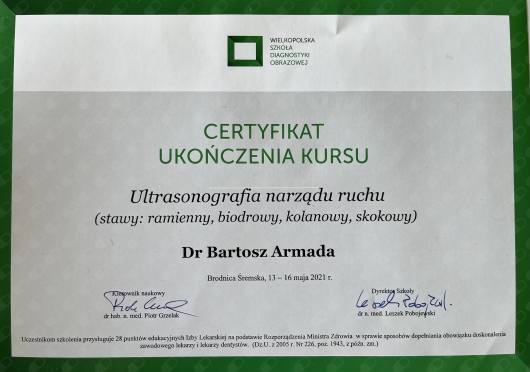 WIELKOPOLSKA
SZKOŁA
DIAGNOSTYKI
OBRAZOWEJ
CERTYFIKAT
UKOŃCZENIA KURSU
Ultrasonografia narządu ruchu
(stawy: ramienny, biodrowy, kolanowy, skokowy)
Dr Bartosz Armada
Brodnica Śremska, 13 – 16 maja 2021 r.
Kierownik naukowy
dr hab. n. med. Piotr Grzelak
Dyrektor Szkoły
dr n. med. Leszek Pobojewski
Uczestnikom szkolenia przysługuje 28 punktów edukacyjnych Izby Lekarskiej na podstawie Rozporządzenia Ministra Zdrowia w sprawie sposobów dopełniania obowiązku doskonalenia
zawodowego lekarzy i lekarzy dentystów. (Dz.U. z 2005 r. Nr 226, poz. 1943, z późn. zm.)